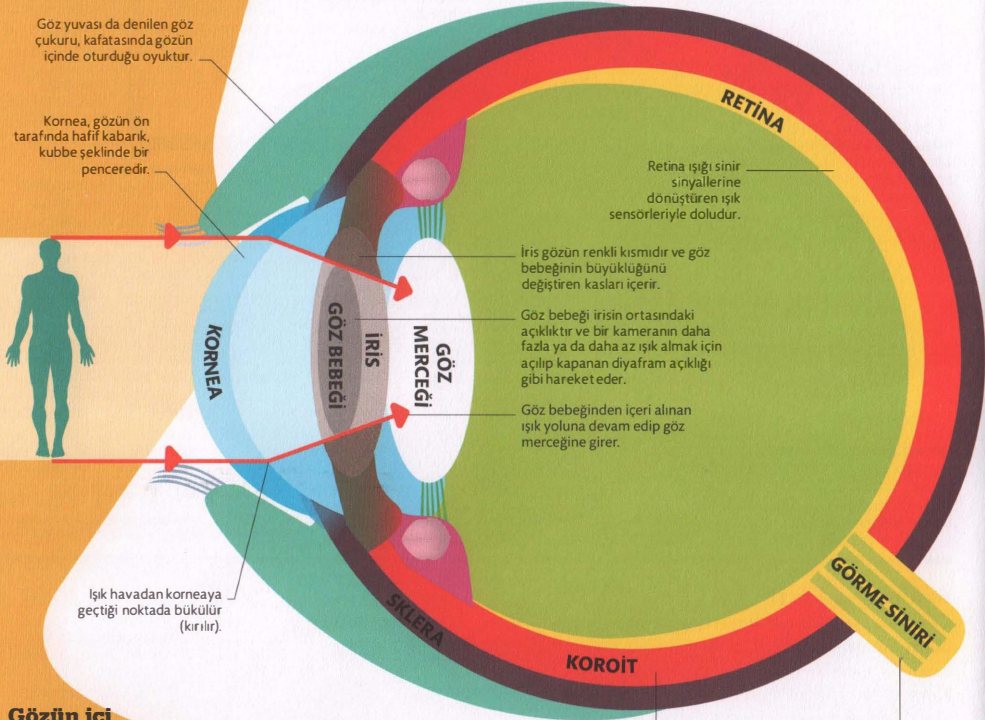 Göz yuvası da denilen göz
çukuru, kafatasında gözün
içinde oturduğu oyuktur.
Kornea, gözün ön
tarafında hafif kabarık,
kubbe şeklinde bir
penceredir.
RETİNA
Retina ışığı sinir
sinyallerine
dönüştüren ışık
sensörleriyle doludur.
İris gözün renkli kısmıdır ve göz
bebeğinin büyüklüğünü
değiştiren kasları içerir.
Göz bebeği irisin ortasındaki
açıklıktır ve bir kameranın daha
fazla ya da daha az ışık almak için
açılıp kapanan diyafram açıklığı
gibi hareket eder.
Göz bebeğinden içeri alınan
ışık yoluna devam edip göz
merceğine girer.
KORNEA
GÖZ BEBEĞİ
İRİS
GÖZ
MERCEĞİ
Işık havadan korneaya
geçtiği noktada bükülür
(kırılır).
SKLERA
KOROİT
GÖRME SİNİRİ
Gözün içi